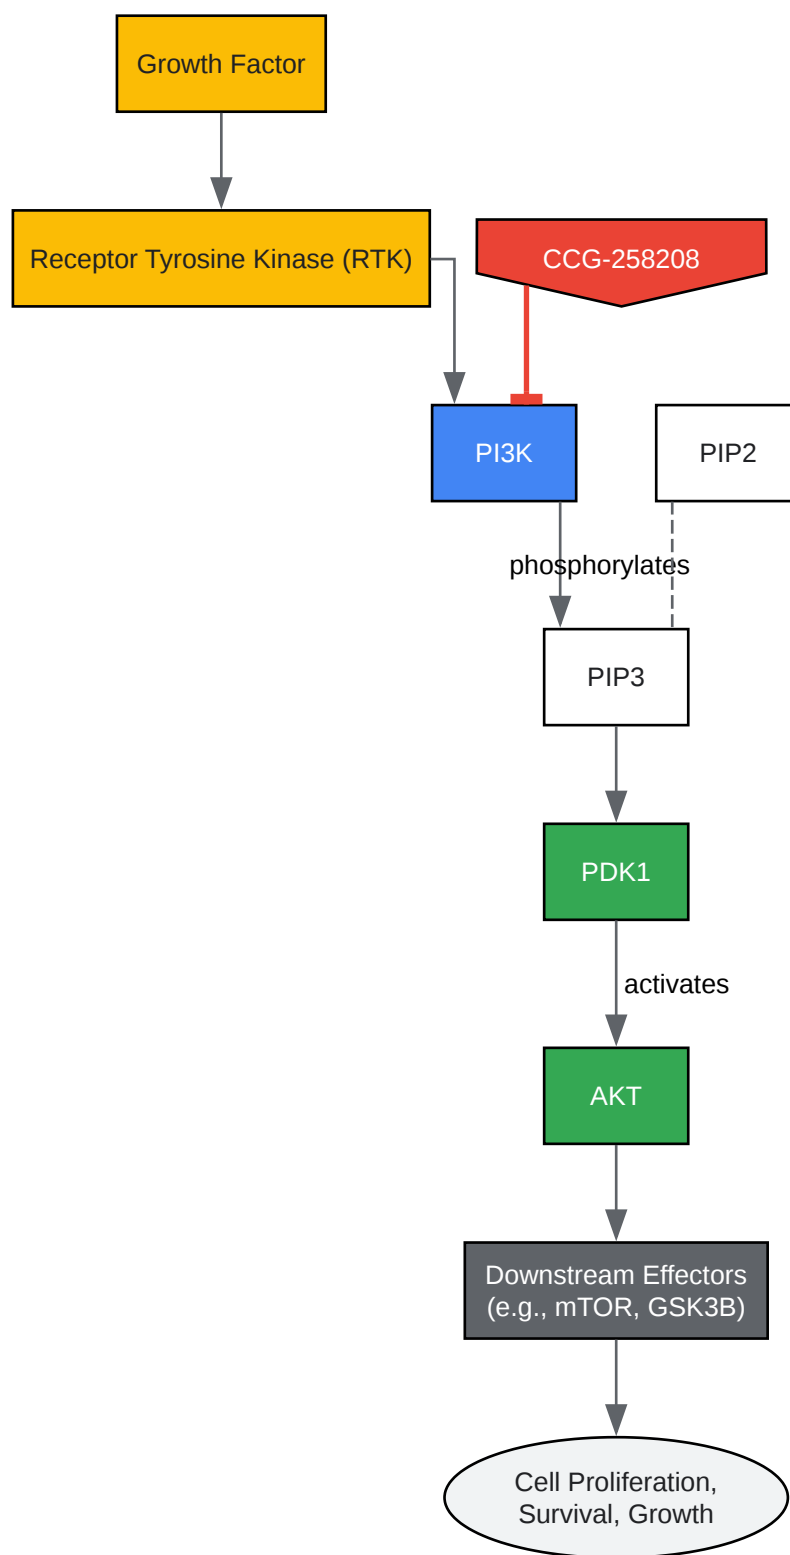 Growth Factor
Receptor Tyrosine Kinase (RTK)
CCG-258208
PI3K
PIP2
phosphorylates
PIP3
PDK1
activates
AKT
Downstream Effectors
(e.g., mTOR, GSK3B)
Cell Proliferation,
Survival, Growth